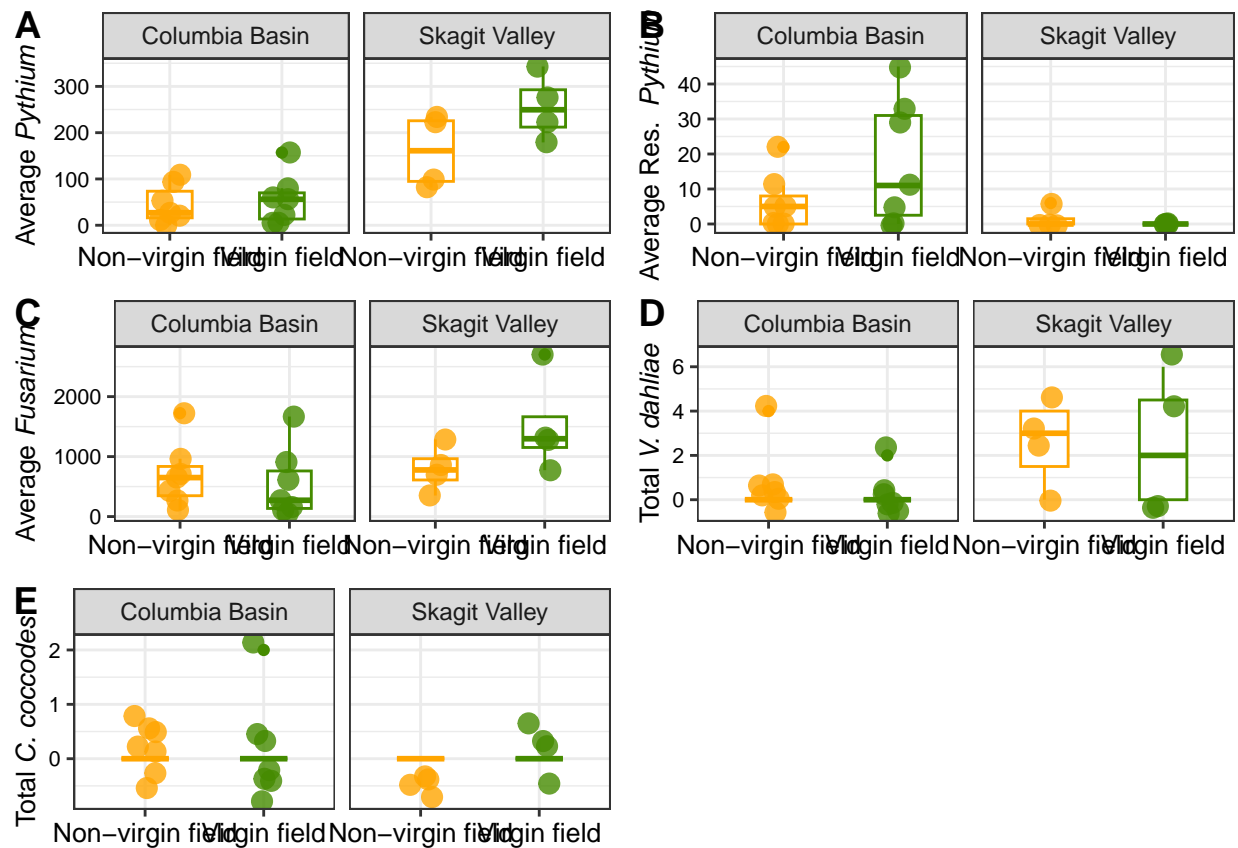 A
Columbia Basin
Skagit Valley
Average Pythium
300
200
100
0
Non−virgin field
Virgin field
Non−virgin field
Virgin field
B
Columbia Basin
Skagit Valley
Average Res. Pythium
40
30
20
10
0
Non−virgin field
Virgin field
Non−virgin field
Virgin field
C
Columbia Basin
Skagit Valley
Average Fusarium
2000
1000
0
Non−virgin field
Virgin field
Non−virgin field
Virgin field
D
Columbia Basin
Skagit Valley
Total V. dahliae
6
4
2
0
Non−virgin field
Virgin field
Non−virgin field
Virgin field
E
Columbia Basin
Skagit Valley
Total C. coccodes
2
1
0
Non−virgin field
Virgin field
Non−virgin field
Virgin field